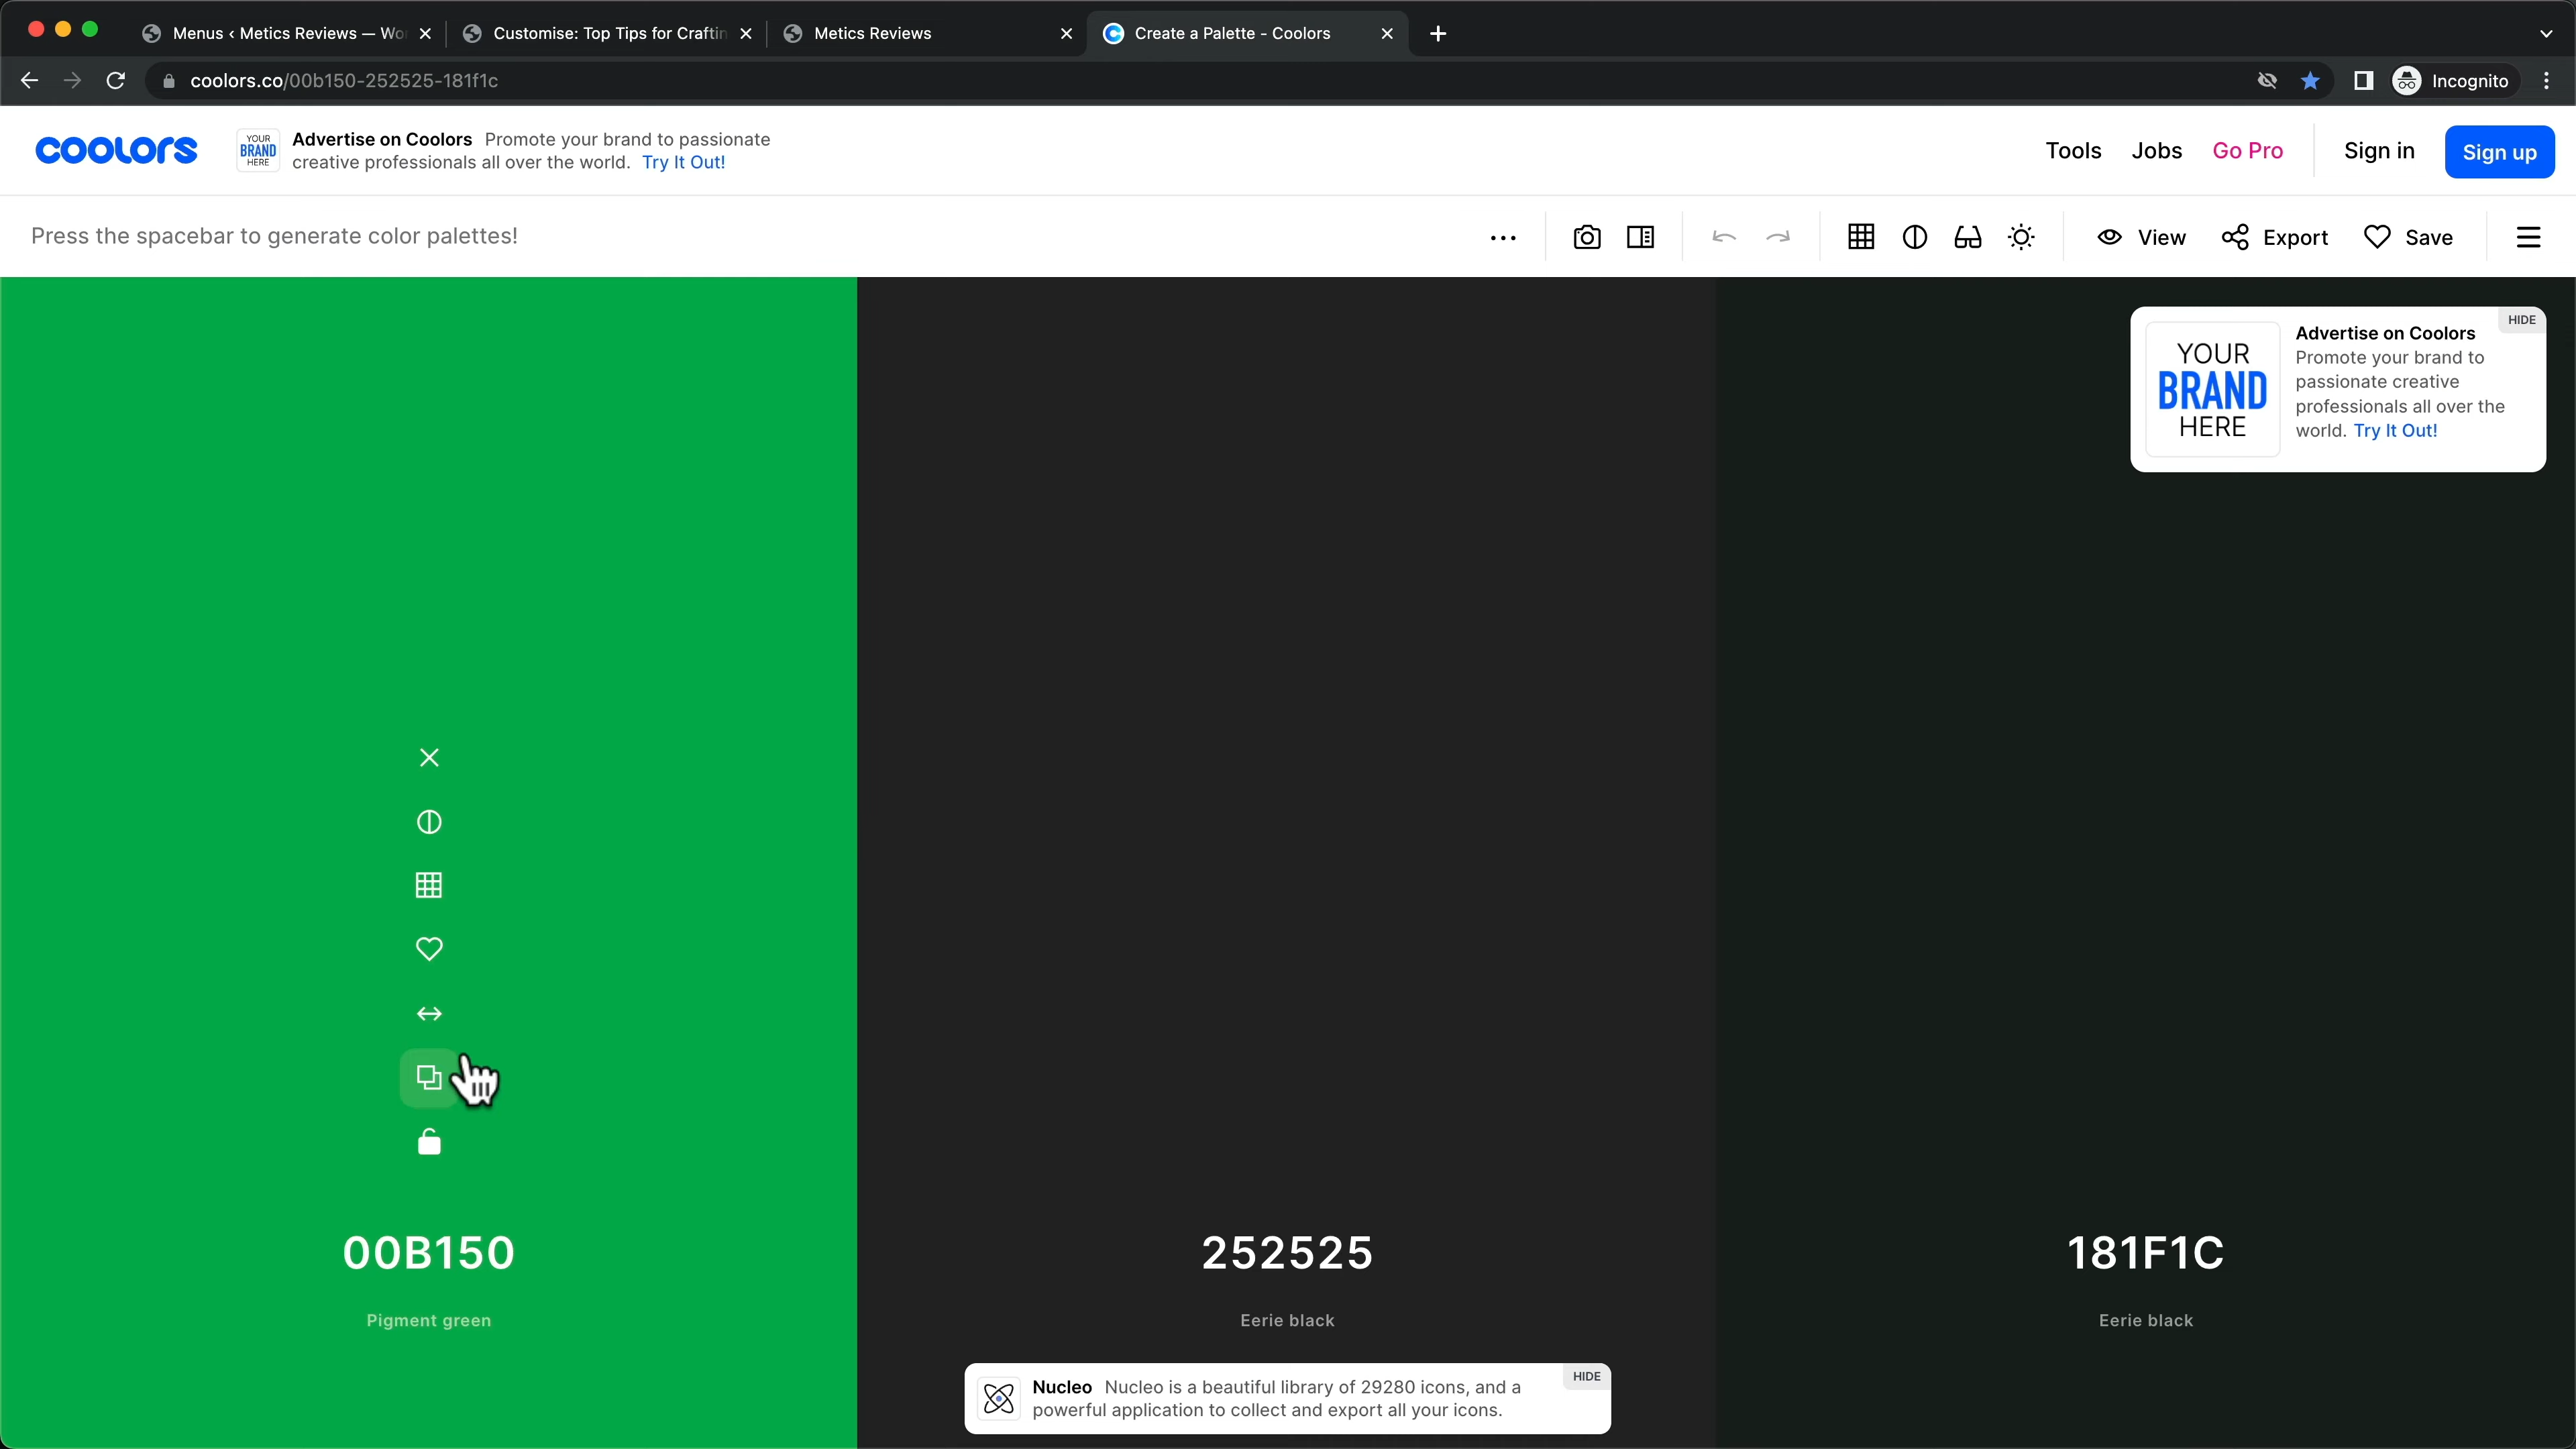 Menus ‹ Metics Reviews — Wo
Customise: Top Tips for Craftin
Metics Reviews
Create a Palette - Coolors
coolors.co/00b150-252525-181f1c
Incognito
coolors
YOUR
BRAND
HERE
Advertise on Coolors Promote your brand to passionate
creative professionals all over the world. Try It Out!
Tools
Jobs
Go Pro
Sign in
Sign up
Press the spacebar to generate color palettes!
View
Export
Save
HIDE
YOUR
BRAND
HERE
Advertise on Coolors
Promote your brand to
passionate creative
professionals all over the
world. Try It Out!
00B150
252525
181F1C
Pigment green
Eerie black
Eerie black
HIDE
Nucleo Nucleo is a beautiful library of 29280 icons, and a
powerful application to collect and export all your icons.